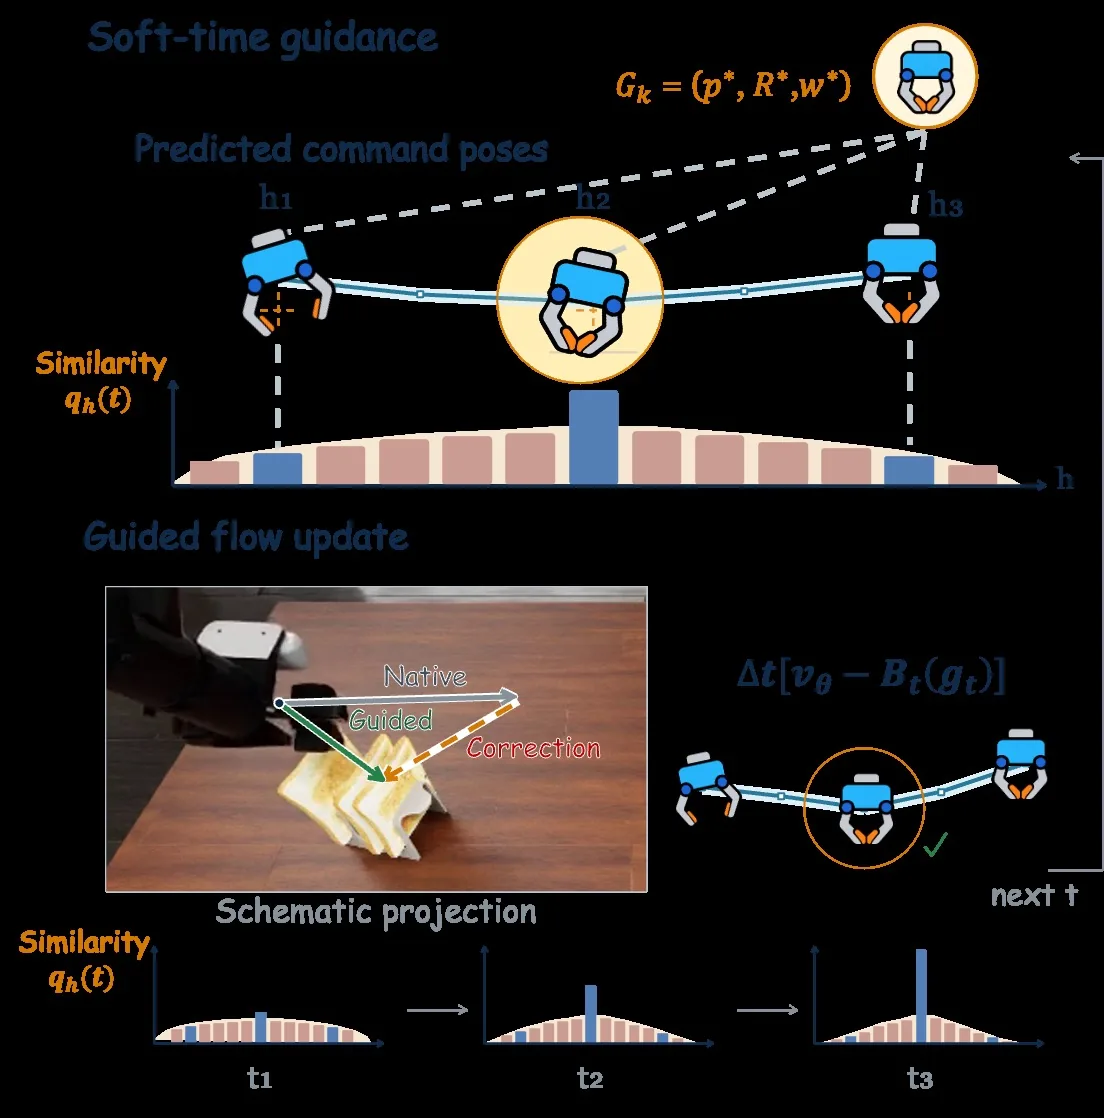 Soft-time guidance
G_k = (p*, R*,w*)
Predicted command poses
h1
h2
h3
Similarity
q_h(t)
h
Guided flow update
Native
Guided
Correction
Δt[v_θ − B_t(g_t)]
next t
Schematic projection
Similarity
q_h(t)
t1
t2
t3